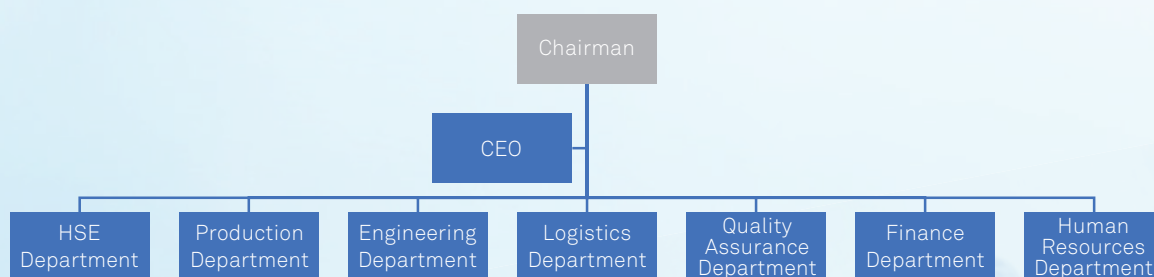 Chairman
CEO
HSE
Department
Production
Department
Engineering
Department
Logistics
Department
Quality
Assurance
Department
Finance
Department
Human
Resources
Department